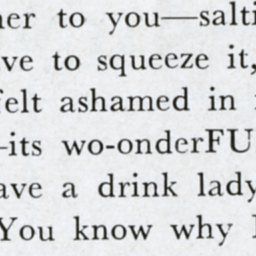 her to you—salti
ve to squeeze it,
felt ashamed in
-its wo-onderFU
ave a drink lady
You know why I